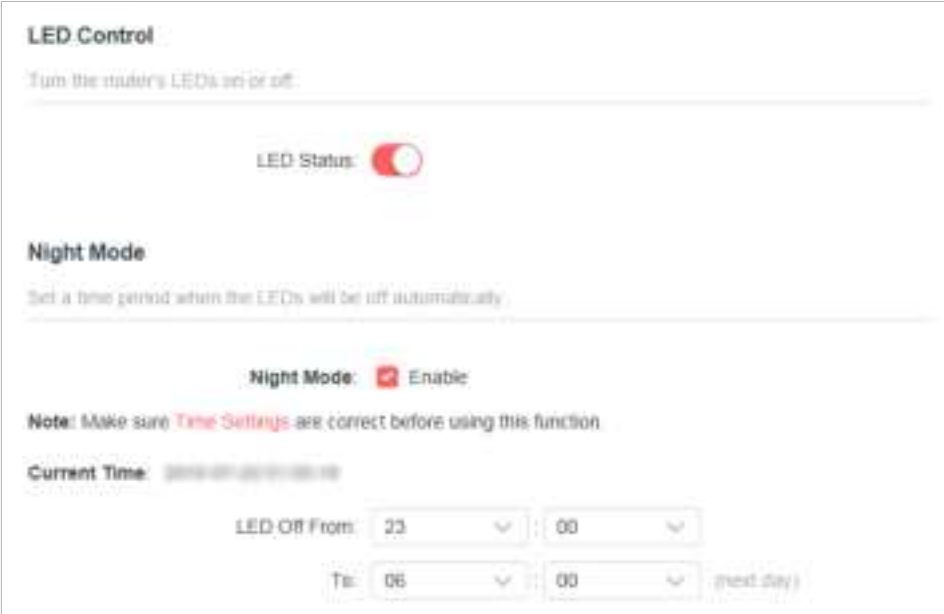 LED Control
Turn the router's LEDs on or off.
LED Status:
Night Mode
Set a time period when the LEDs will be off automatically.
Night Mode: Enable
Note: Make sure Time Settings are correct before using this function.
Current Time:
LED Off From: 23 : 00
To: 06 : 00 (next day)